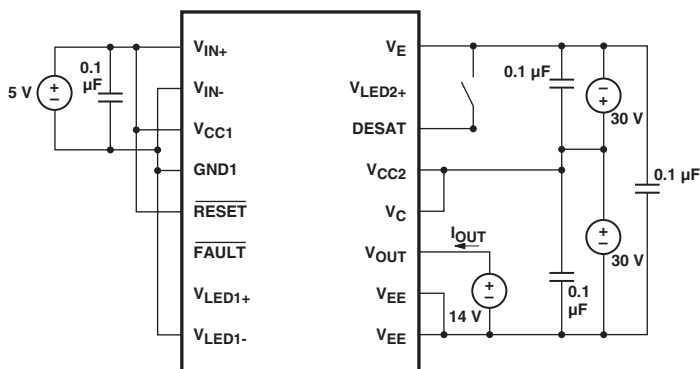 5 V
0.1
µF
V_IN+
V_IN-
V_CC1
GND1
RESET
FAULT
V_LED1+
V_LED1-
V_E
V_LED2+
DESAT
V_CC2
V_C
V_OUT
V_EE
V_EE
I_OUT
14 V
0.1 µF
30 V
0.1 µF
30 V
0.1
µF